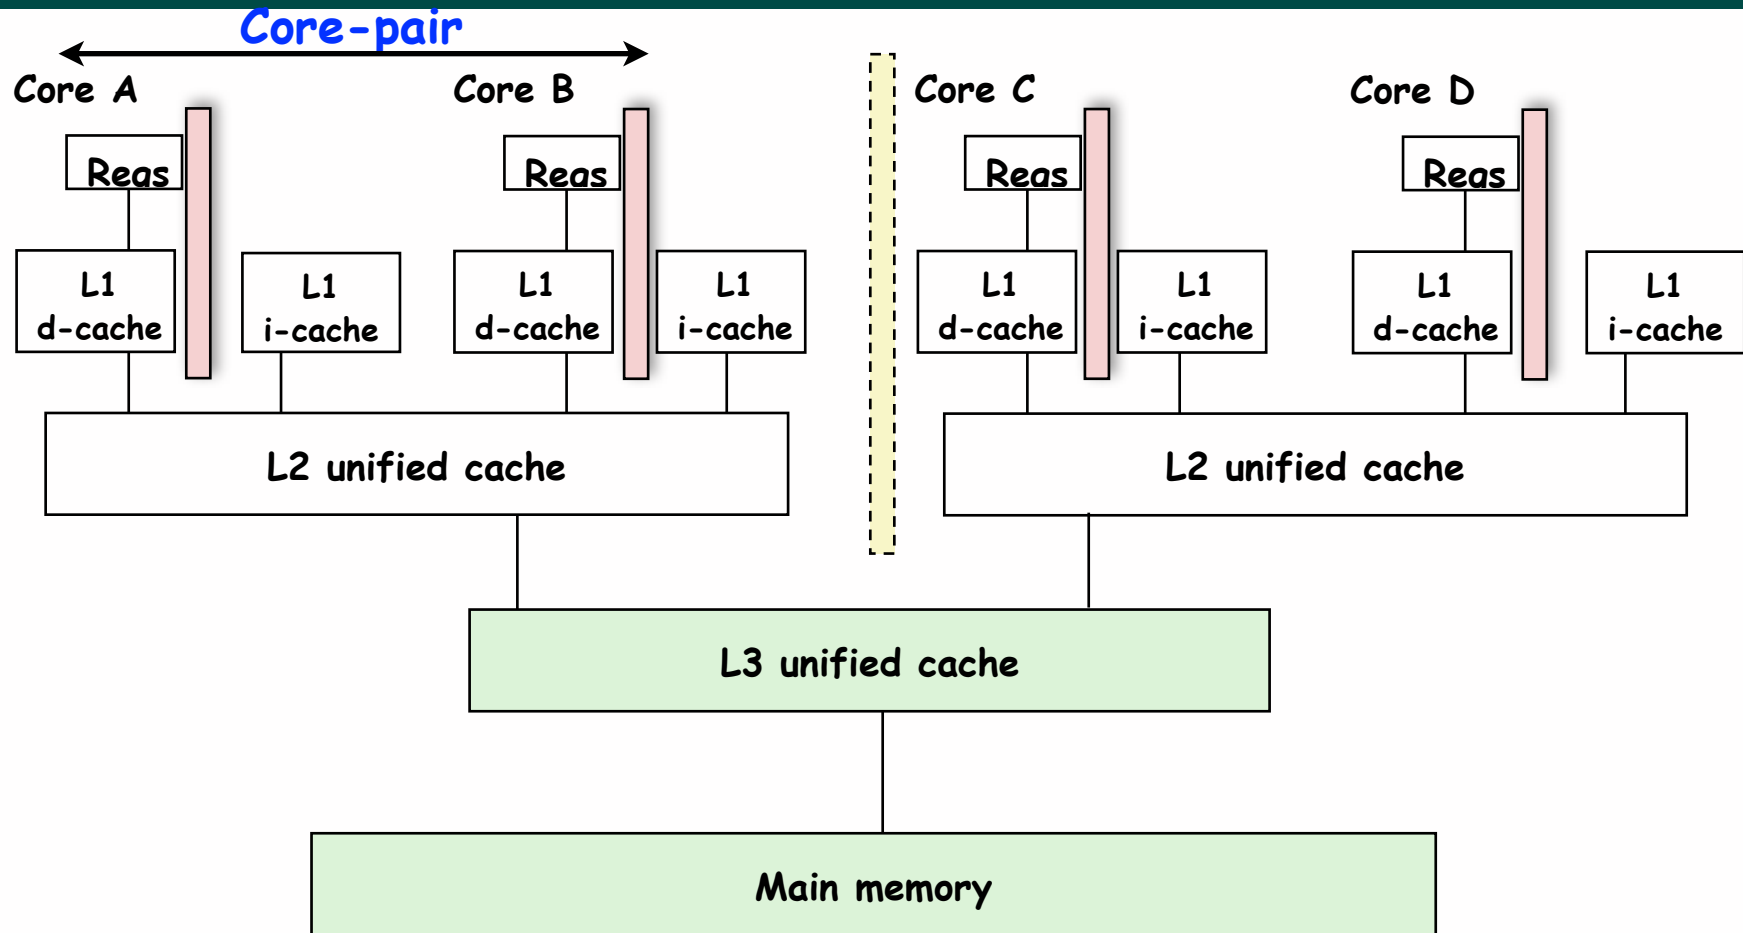 Core-pair
Core A
Core B
Core C
Core D
Regs
Regs
Regs
Regs
L1
d-cache
L1
i-cache
L1
d-cache
L1
i-cache
L1
d-cache
L1
i-cache
L1
d-cache
L1
i-cache
L2 unified cache
L2 unified cache
L3 unified cache
Main memory